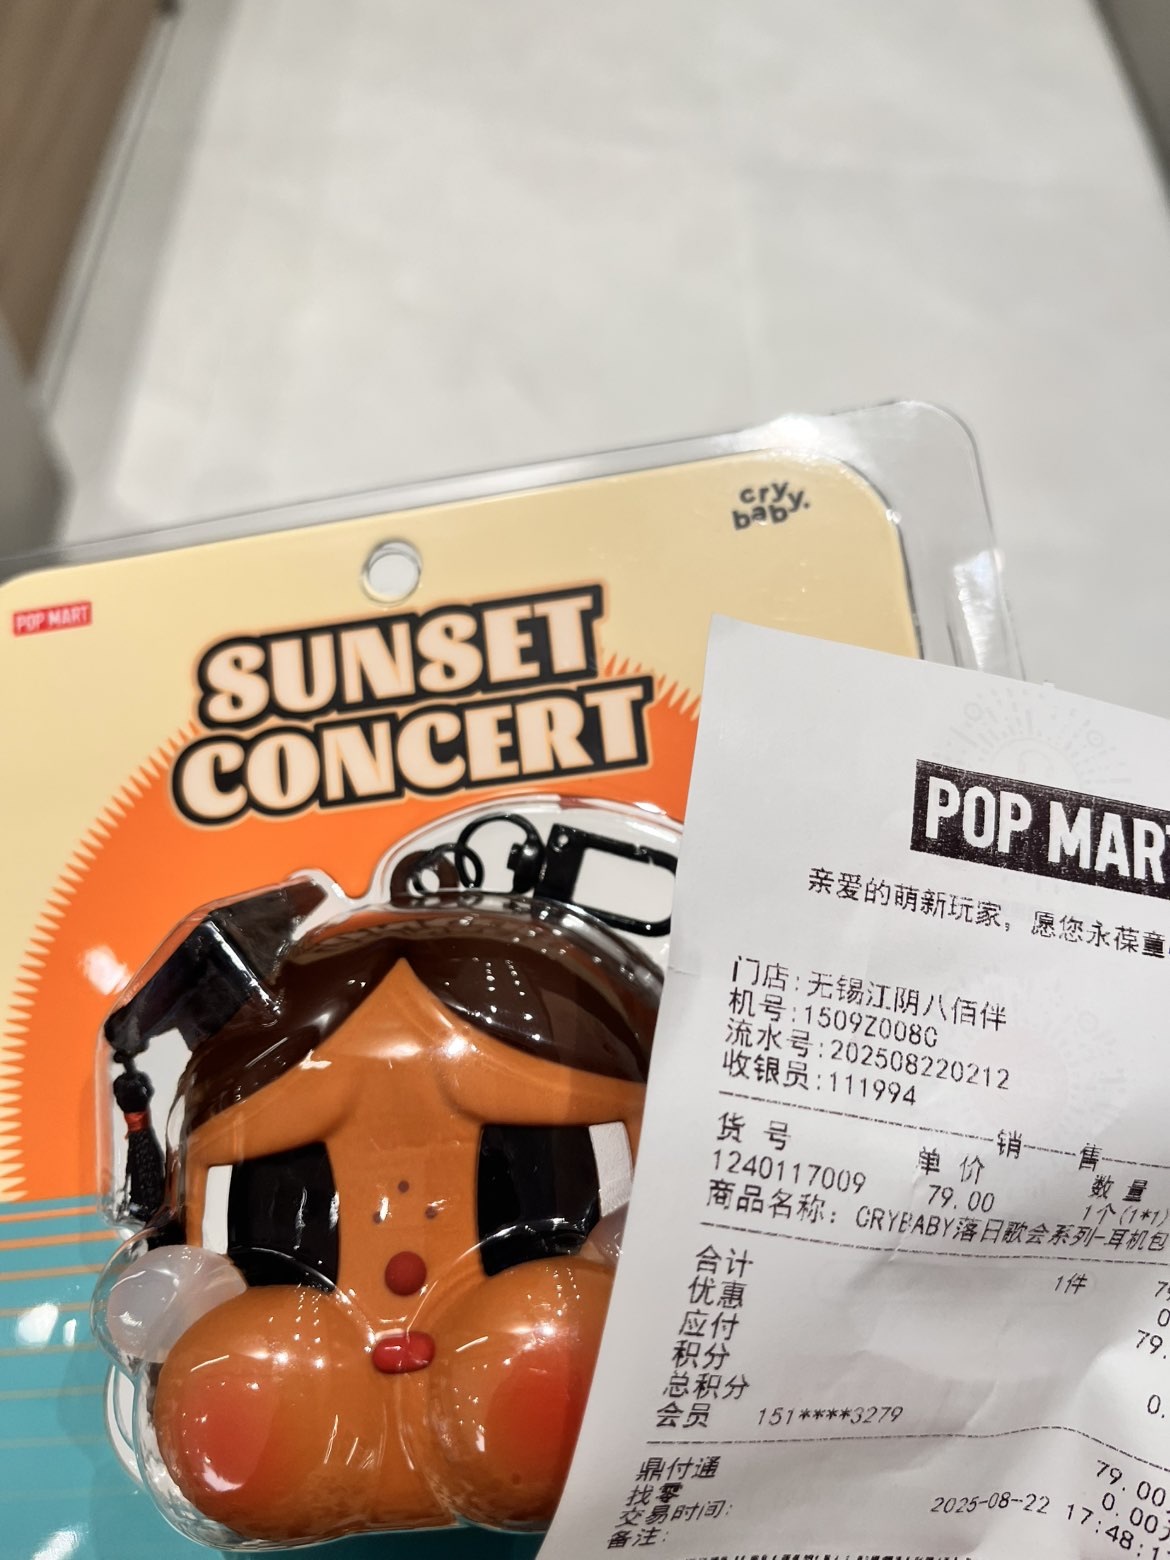 cry
baby.
POP MART
SUNSET
CONCERT
POP MAR
亲爱的萌新玩家，愿您永葆童
门店：无锡江阴八佰伴
机号：1509Z008G
流水号：202508220212
收银员：111994
销 售
货 号 单 价 数 量
1240117009 79.00 1个(1*1)
商品名称： CRYBABY落日歌会系列-耳机包
合计 1件
优惠
应付 79.
积分
总积分 0.
会员 151****3279
鼎付通 79.00
找零 0.00
交易时间： 2025-08-22 17:48:1
备注：